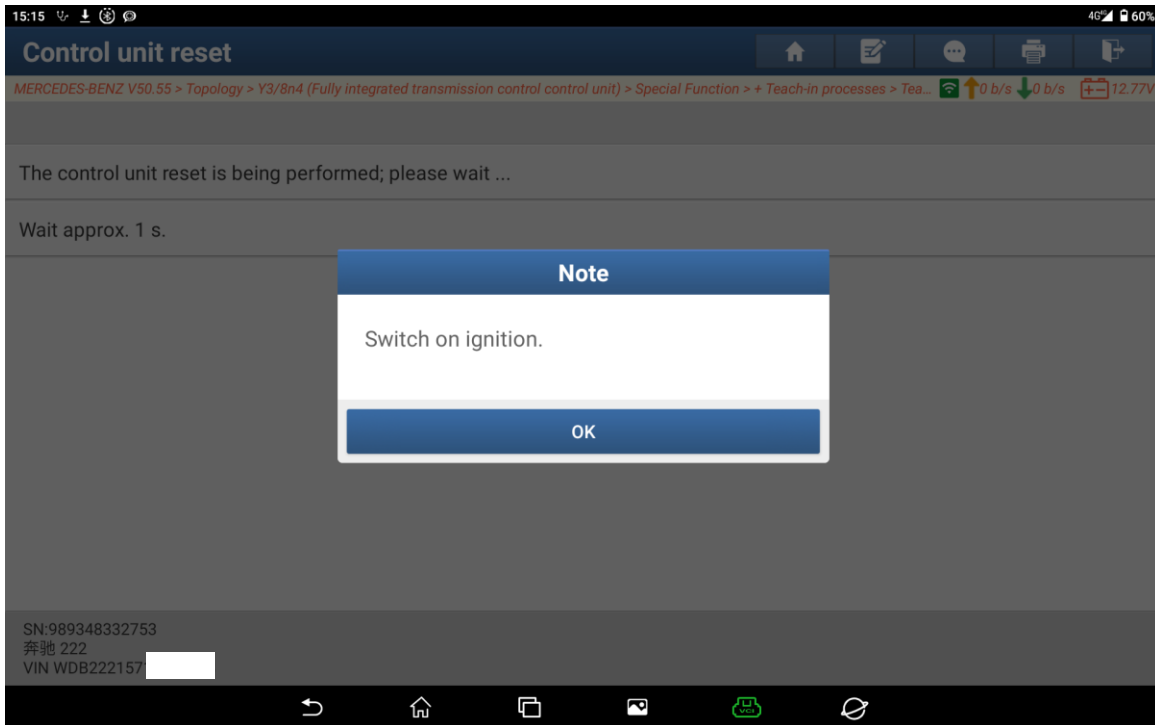 15:15
4G 60%
Control unit reset
MERCEDES-BENZ V50.55 > Topology > Y3/8n4 (Fully integrated transmission control control unit) > Special Function > + Teach-in processes > Tea... 0 b/s 0 b/s 12.77V
The control unit reset is being performed; please wait ...
Wait approx. 1 s.
Note
Switch on ignition.
OK
SN:989348332753
奔驰 222
VIN WDB222157
VCI